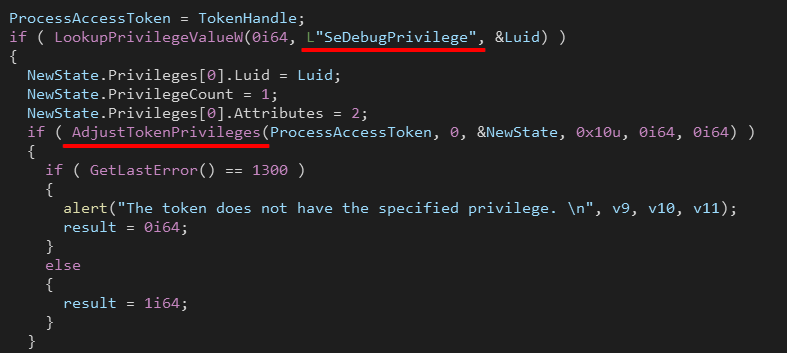 ProcessAccessToken = TokenHandle;
if ( LookupPrivilegeValueW(0i64, L"SeDebugPrivilege", &Luid) )
{
NewState.Privileges[0].Luid = Luid;
NewState.PrivilegeCount = 1;
NewState.Privileges[0].Attributes = 2;
if ( AdjustTokenPrivileges(ProcessAccessToken, 0, &NewState, 0x10u, 0i64, 0i64) )
{
if ( GetLastError() == 1300 )
{
alert("The token does not have the specified privilege. \n", v9, v10, v11);
result = 0i64;
}
else
{
result = 1i64;
}
}